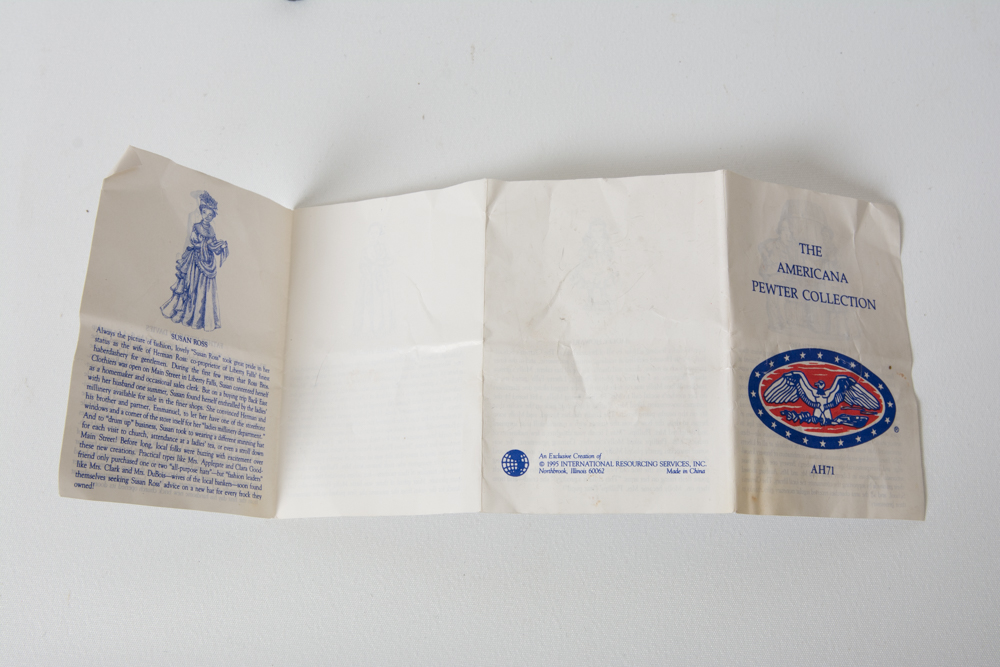 SUSAN ROSS
Always the picture of fashion, lovely "Susan Ross" took great pride in her
status as the wife of Herman Ross co-proprietor of Liberty Falls' finest
haberdashery for gentlemen. During the first few years that Ross Bros.
Clothiers was open on Main Street in Liberty Falls, Susan contented herself
as a homemaker and occasional sales clerk. But on a buying trip Back East
with her husband one summer, Susan found herself enthralled by the ladies'
millinery available for sale in the finer shops. She convinced Herman and
his brother and partner, Emmanuel, to let her have one of the storefront
windows and a corner of the store itself for her "ladies millinery department."
And to "drum up" business, Susan took to wearing a different stunning hat
for each visit to church, attendance at a ladies' tea, or even a stroll down
Main Street! Before long, local folks were buzzing with excitement over
these new creations. Practical types like Mrs. Applegate and Clara
friend only purchased one or two "all-purpose hats"—but "fashion leaders"
like Mrs. Clark and Mrs. DuBois—wives of the local bankers—soon found
themselves seeking Susan Ross' advice on a new hat for every frock they
owned!
An Exclusive Creation of
© 1995 INTERNATIONAL RESOURCING SERVICES, INC.
Northbrook, Illinois 60062 Made in China
THE
AMERICANA
PEWTER COLLECTION
®
AH71